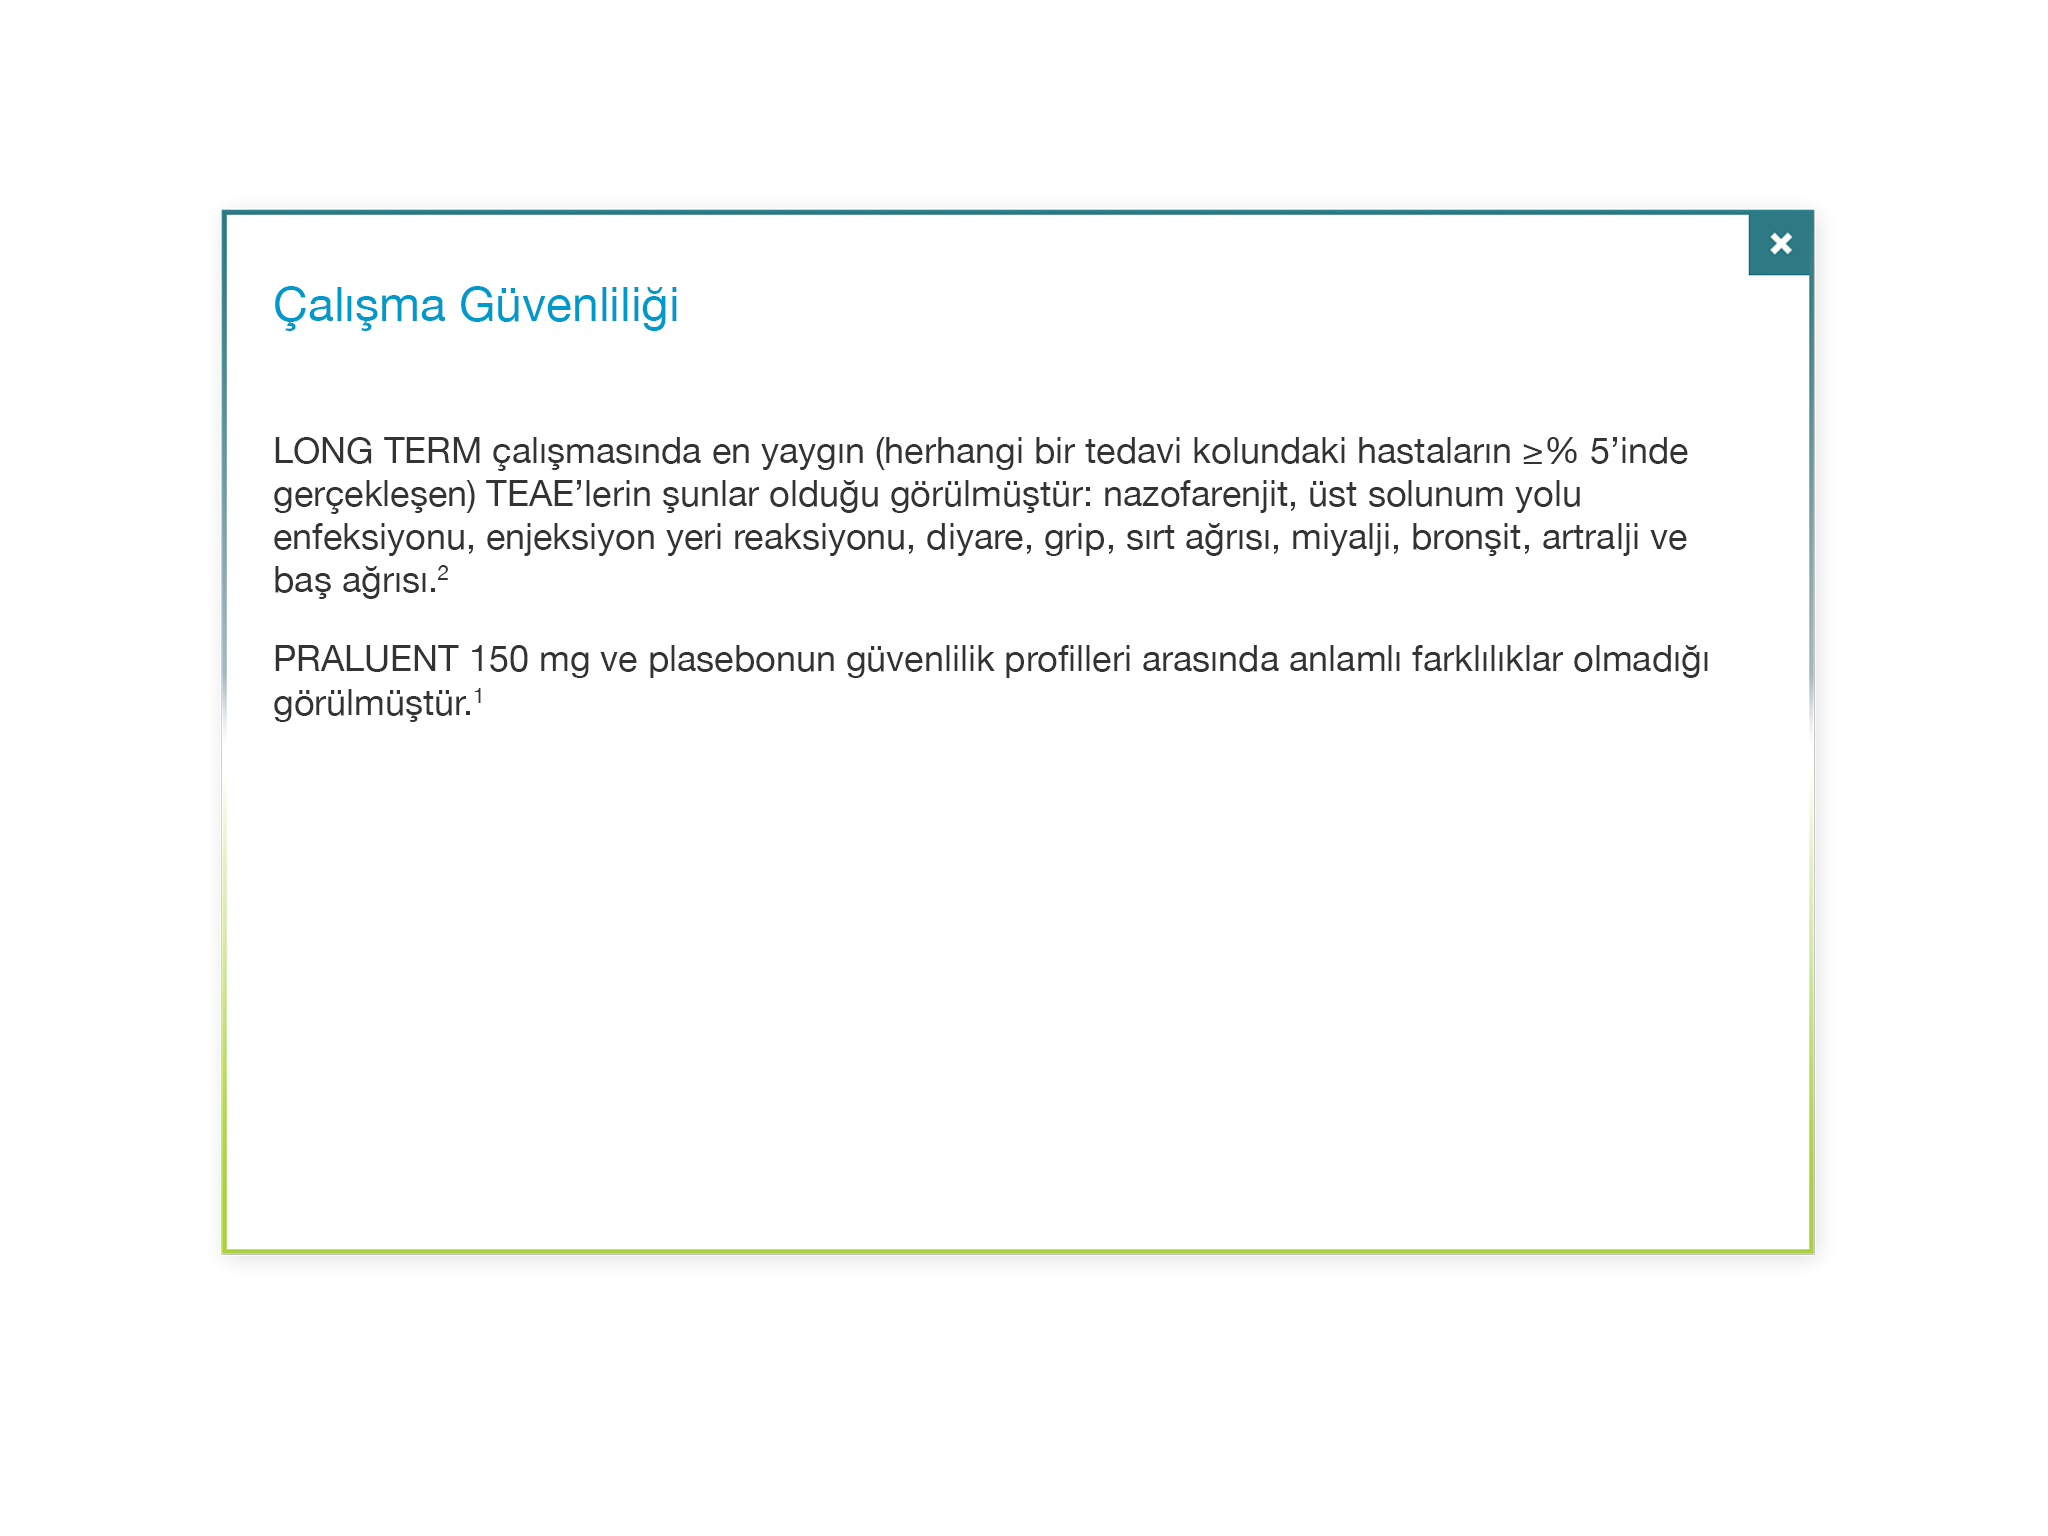 Çalışma Güvenliliği
LONG TERM çalışmasında en yaygın (herhangi bir tedavi kolundaki hastaların ≥% 5’inde
gerçekleşen) TEAE’lerin şunlar olduğu görülmüştür: nazofarenjit, üst solunum yolu
enfeksiyonu, enjeksiyon yeri reaksiyonu, diyare, grip, sırt ağrısı, miyalji, bronşit, artralji ve
baş ağrısı.²
PRALUENT 150 mg ve plasebonun güvenlilik profilleri arasında anlamlı farklılıklar olmadığı
görülmüştür.¹